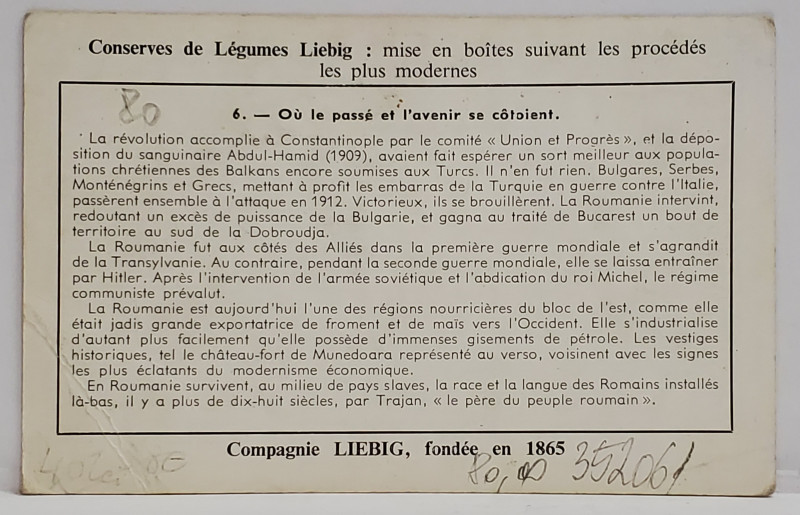 Conserves de Légumes Liebig : mise en boîtes suivant les procédés
les plus modernes
80
6. — Où le passé et l'avenir se côtoient.
La révolution accomplie à Constantinople par le comité « Union et Progrès », et la dépo-
sition du sanguinaire Abdul-Hamid (1909), avaient fait espérer un sort meilleur aux popula-
tions chrétiennes des Balkans encore soumises aux Turcs. Il n'en fut rien. Bulgares, Serbes,
Monténégrins et Grecs, mettant à profit les embarras de la Turquie en guerre contre l'Italie,
passèrent ensemble à l'attaque en 1912. Victorieux, ils se brouillèrent. La Roumanie intervint,
redoutant un excès de puissance de la Bulgarie, et gagna au traité de Bucarest un bout de
territoire au sud de la Dobroudja.
La Roumanie fut aux côtés des Alliés dans la première guerre mondiale et s'agrandit
de la Transylvanie. Au contraire, pendant la seconde guerre mondiale, elle se laissa entraîner
par Hitler. Après l'intervention de l'armée soviétique et l'abdication du roi Michel, le régime
communiste prévalut.
La Roumanie est aujourd'hui l'une des régions nourricières du bloc de l'est, comme elle
était jadis grande exportatrice de froment et de maïs vers l'Occident. Elle s'industrialise
d'autant plus facilement qu'elle possède d'immenses gisements de pétrole. Les vestiges
historiques, tel le château-fort de Munedoara représenté au verso, voisinent avec les signes
les plus éclatants du modernisme économique.
En Roumanie survivent, au milieu de pays slaves, la race et la langue des Romains installés
là-bas, il y a plus de dix-huit siècles, par Trajan, « le père du peuple roumain ».
Compagnie LIEBIG, fondée en 1865
80,00 352061